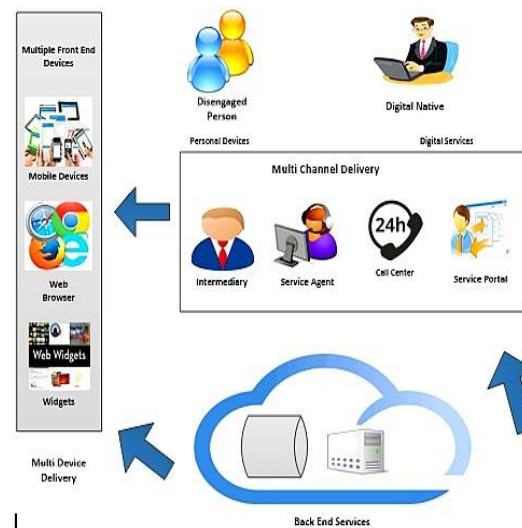 Multiple Front End
Devices
Mobile Devices
Web
Browser
Web Widgets
Widgets
Multi Device
Delivery
Disengaged
Person
Personal Devices
Digital Native
Digital Services
Multi Channel Delivery
Intermediary
Service Agent
24h
Call Center
Service Portal
Back End Services